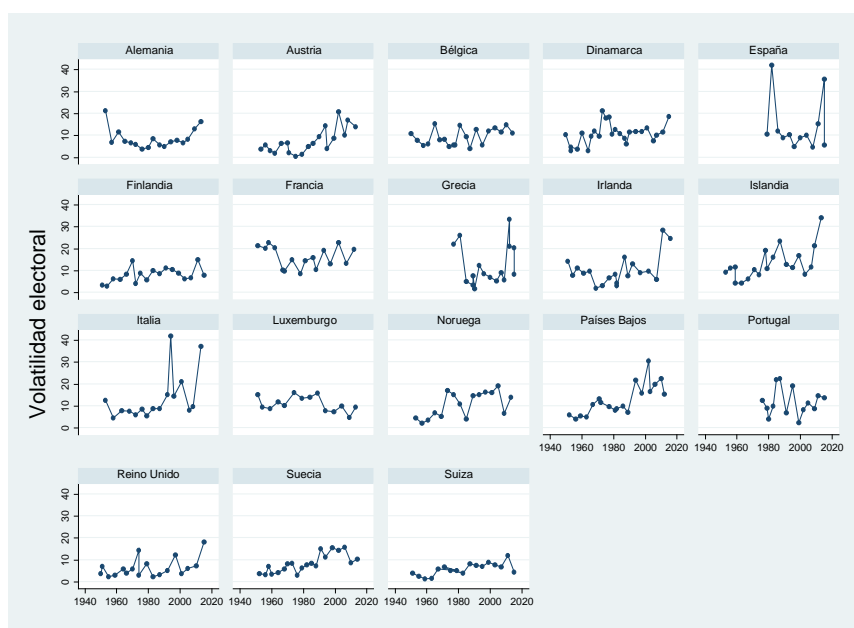 Volatilidad electoral
Alemania Austria Bélgica Dinamarca España
40
30
20
10
0
Finlandia Francia Grecia Irlanda Islandia
40
30
20
10
0
Italia Luxemburgo Noruega Países Bajos Portugal
40
30
20
10
0
1940 1960 1980 2000 2020 1940 1960 1980 2000 2020
Reino Unido Suecia Suiza
40
30
20
10
0
1940 1960 1980 2000 2020 1940 1960 1980 2000 2020 1940 1960 1980 2000 2020